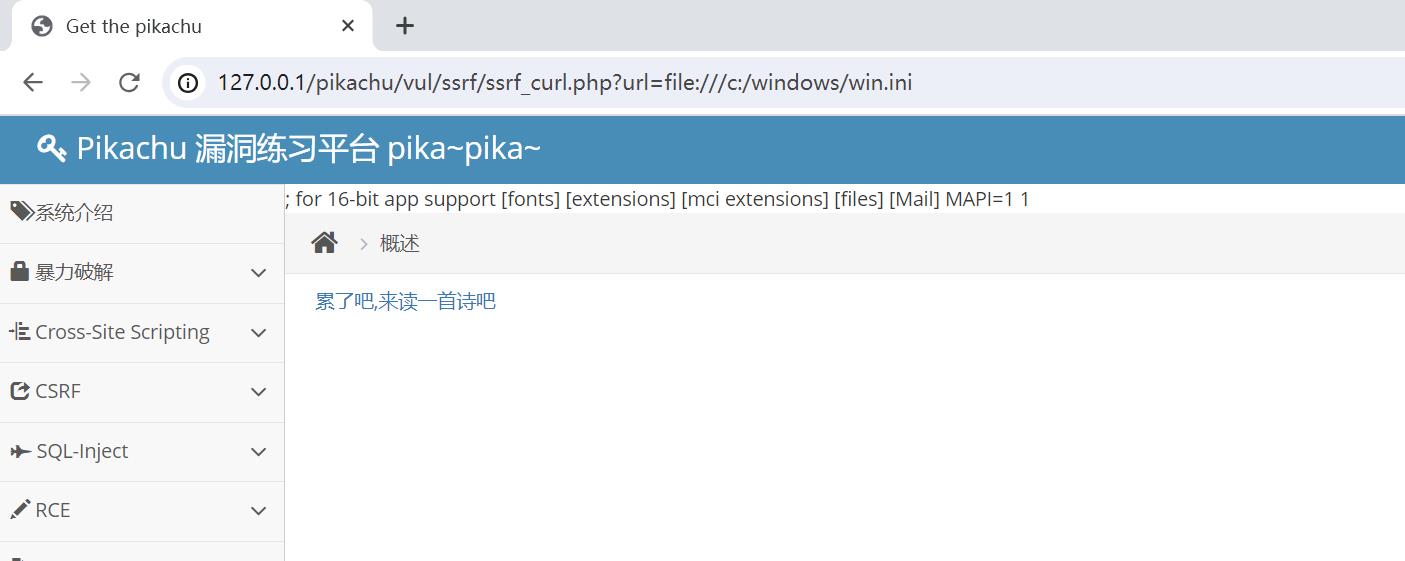 Get the pikachu
127.0.0.1/pikachu/vul/ssrf/ssrf_curl.php?url=file:///c:/windows/win.ini
Pikachu 漏洞练习平台 pika~pika~
系统介绍
; for 16-bit app support [fonts] [extensions] [mci extensions] [files] [Mail] MAPI=1 1
概述
暴力破解
累了吧,来读一首诗吧
Cross-Site Scripting
CSRF
SQL-Inject
RCE